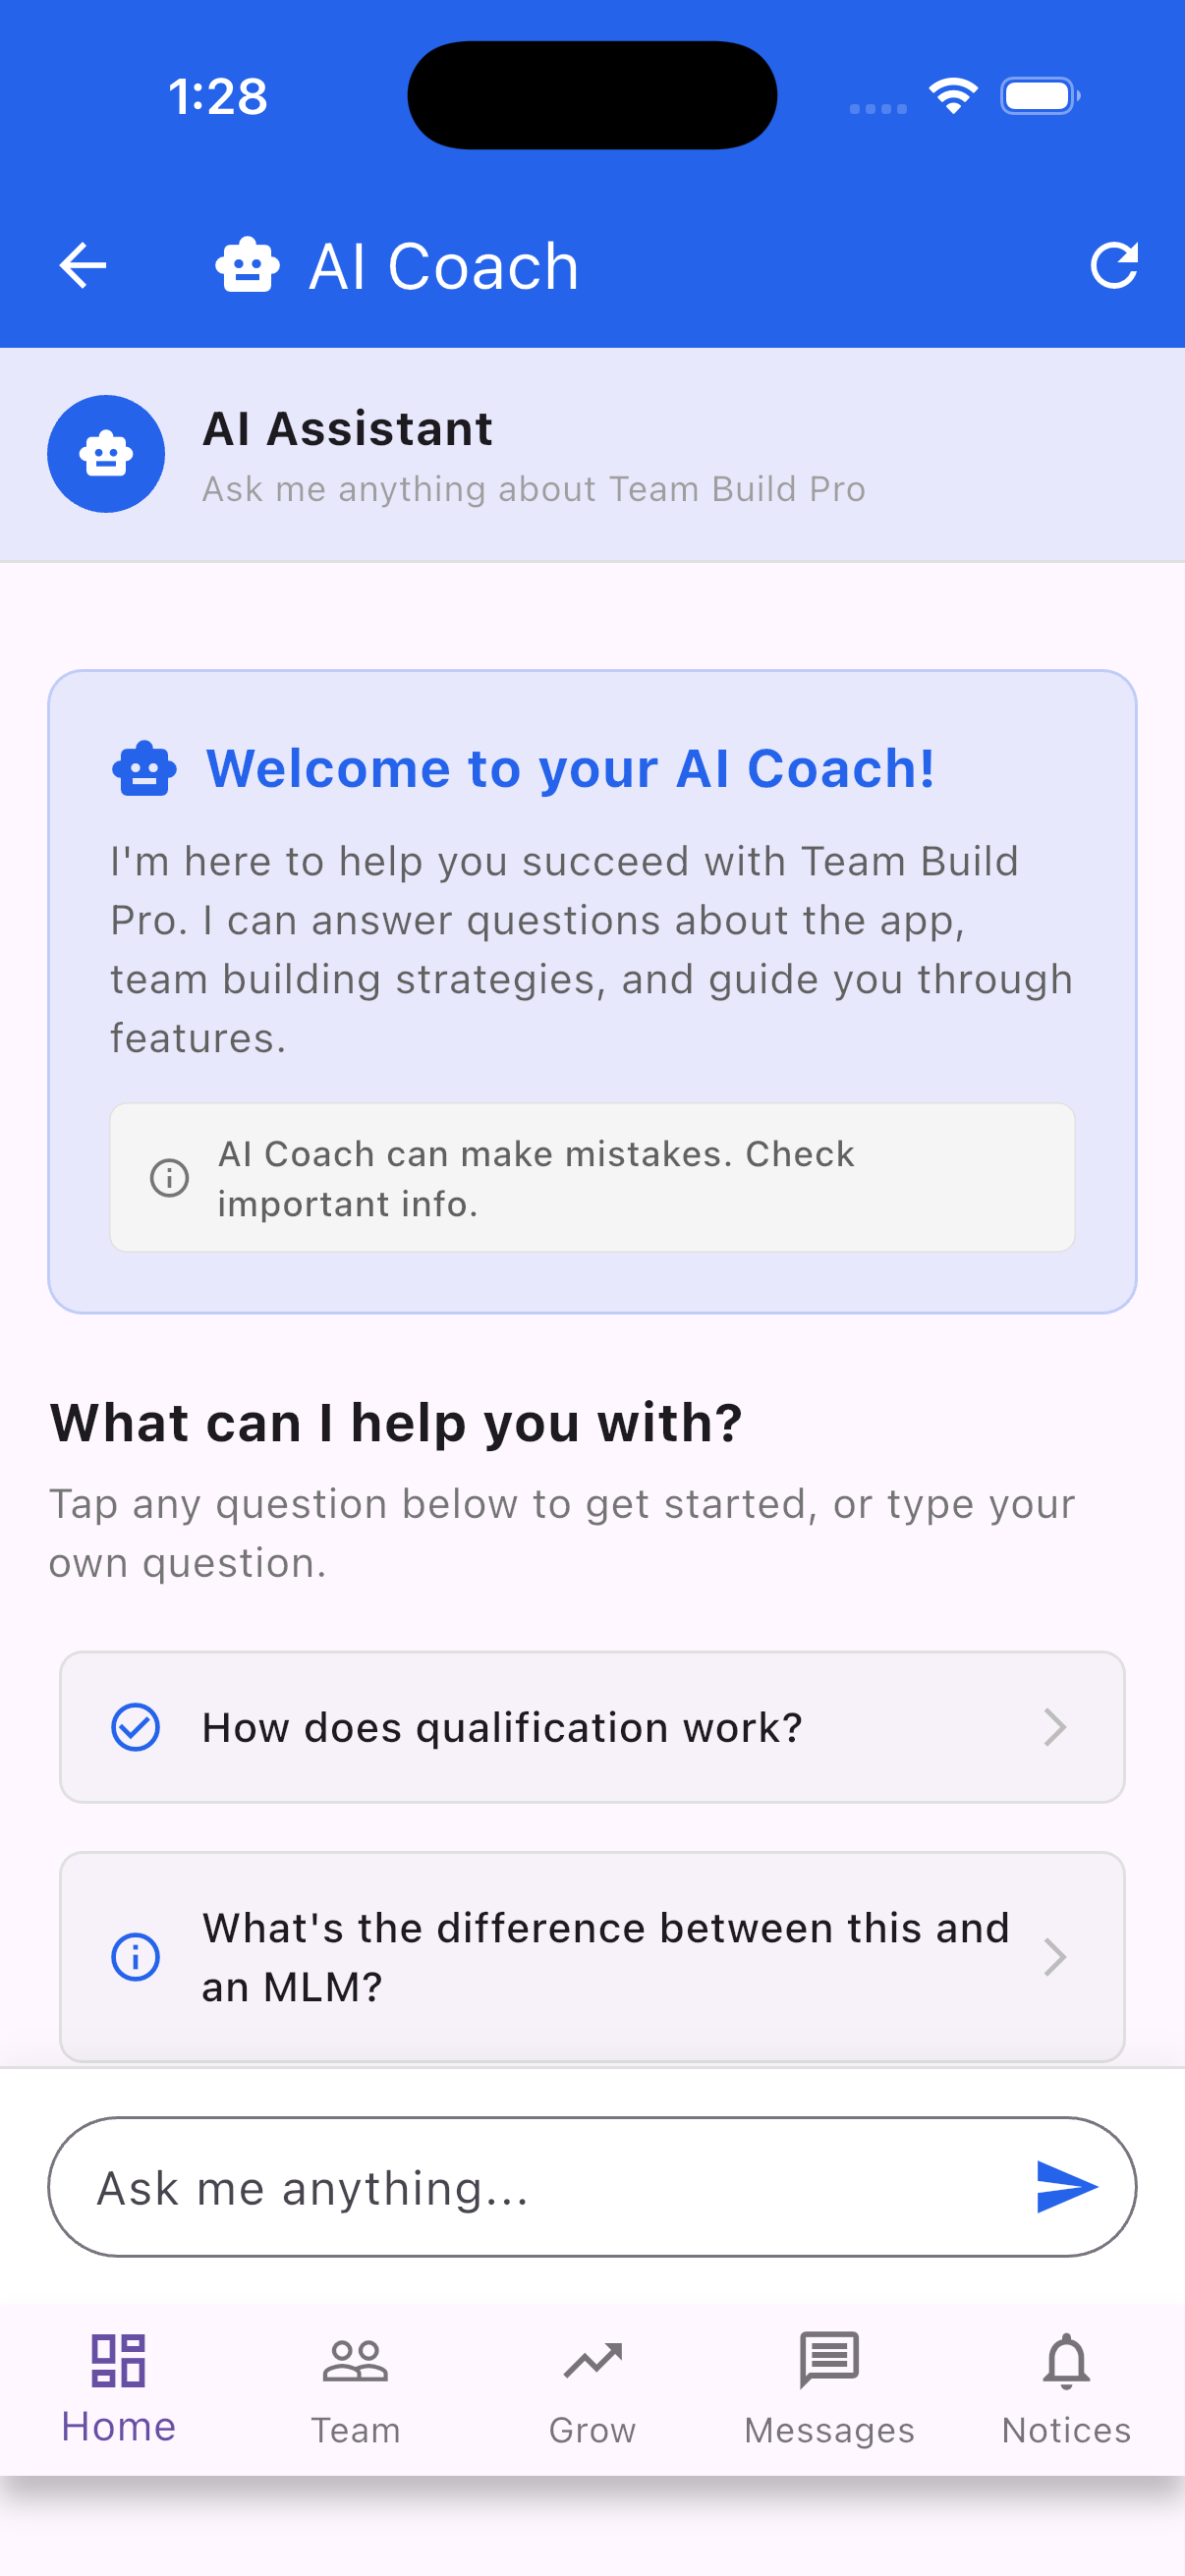 1:28
AI Coach
AI Assistant
Ask me anything about Team Build Pro
Welcome to your AI Coach!
I'm here to help you succeed with Team Build
Pro. I can answer questions about the app,
team building strategies, and guide you through
features.
AI Coach can make mistakes. Check
important info.
What can I help you with?
Tap any question below to get started, or type your
own question.
How does qualification work?
What's the difference between this and
an MLM?
Ask me anything...
Home
Team
Grow
Messages
Notices